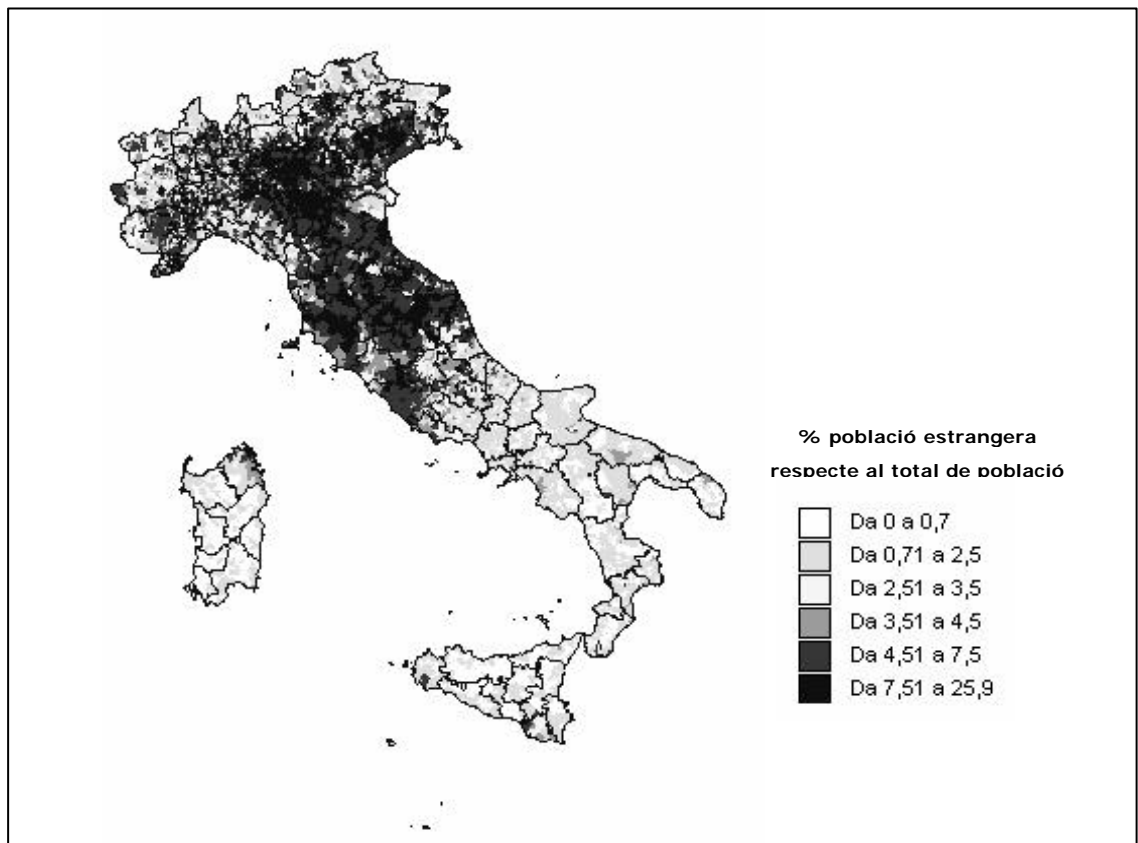 % població estrangera
respecte al total de població
Da 0 a 0,7
Da 0,71 a 2,5
Da 2,51 a 3,5
Da 3,51 a 4,5
Da 4,51 a 7,5
Da 7,51 a 25,9